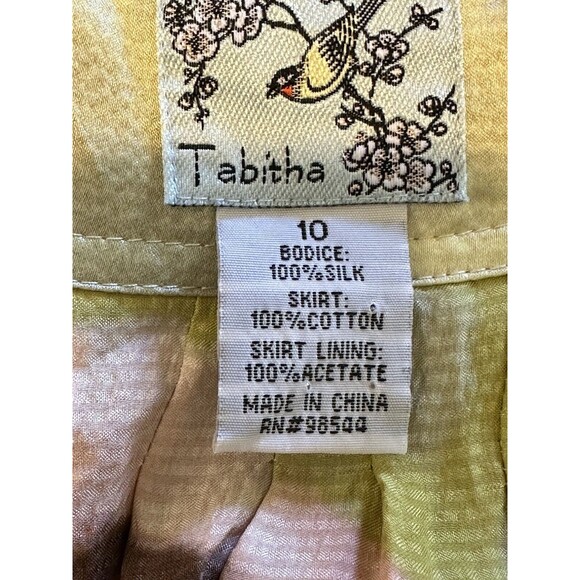 Tabitha
10
BODICE:
100%SILK
SKIRT:
100%COTTON
SKIRT LINING:
100%ACETATE
MADE IN CHINA
RN#98544